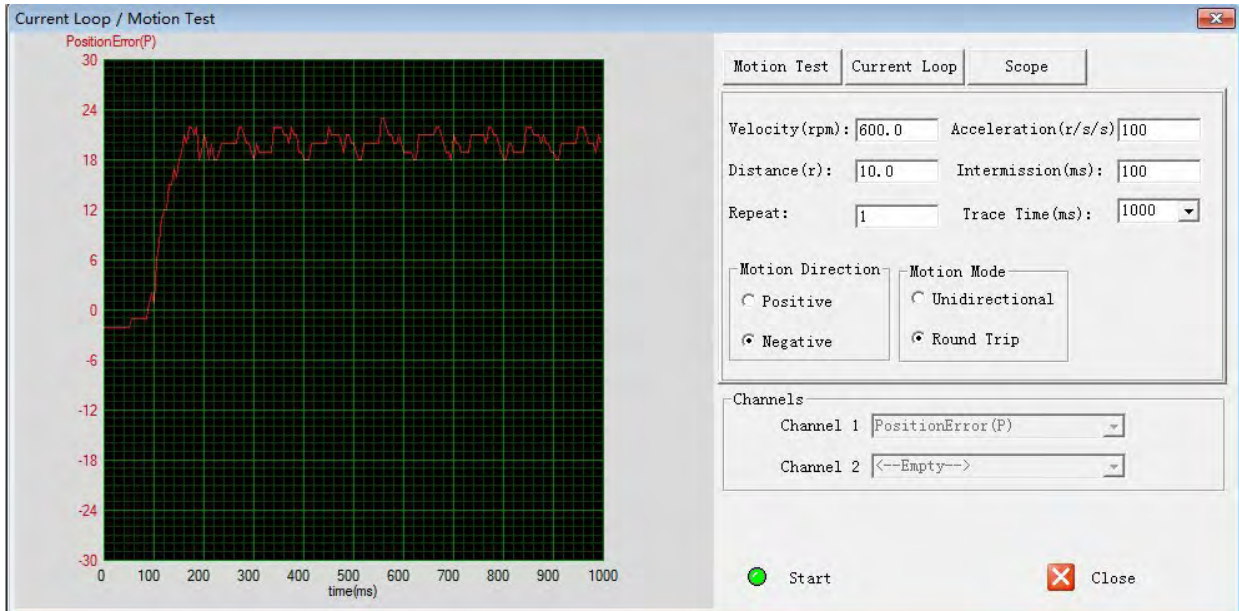 Current Loop / Motion Test
PositionError(P)
30
24
18
12
6
0
-6
-12
-18
-24
-30
0 100 200 300 400 500 600 700 800 900 1000
time(ms)
Motion Test Current Loop Scope
Velocity(rpm): 600.0 Acceleration(r/s/s) 100
Distance(r): 10.0 Intermission(ms): 100
Repeat: 1 Trace Time(ms): 1000
Motion Direction Motion Mode
Positive Unidirectional
Negative Round Trip
Channels
Channel 1 PositionError(P)
Channel 2 <--Empty-->
Start Close